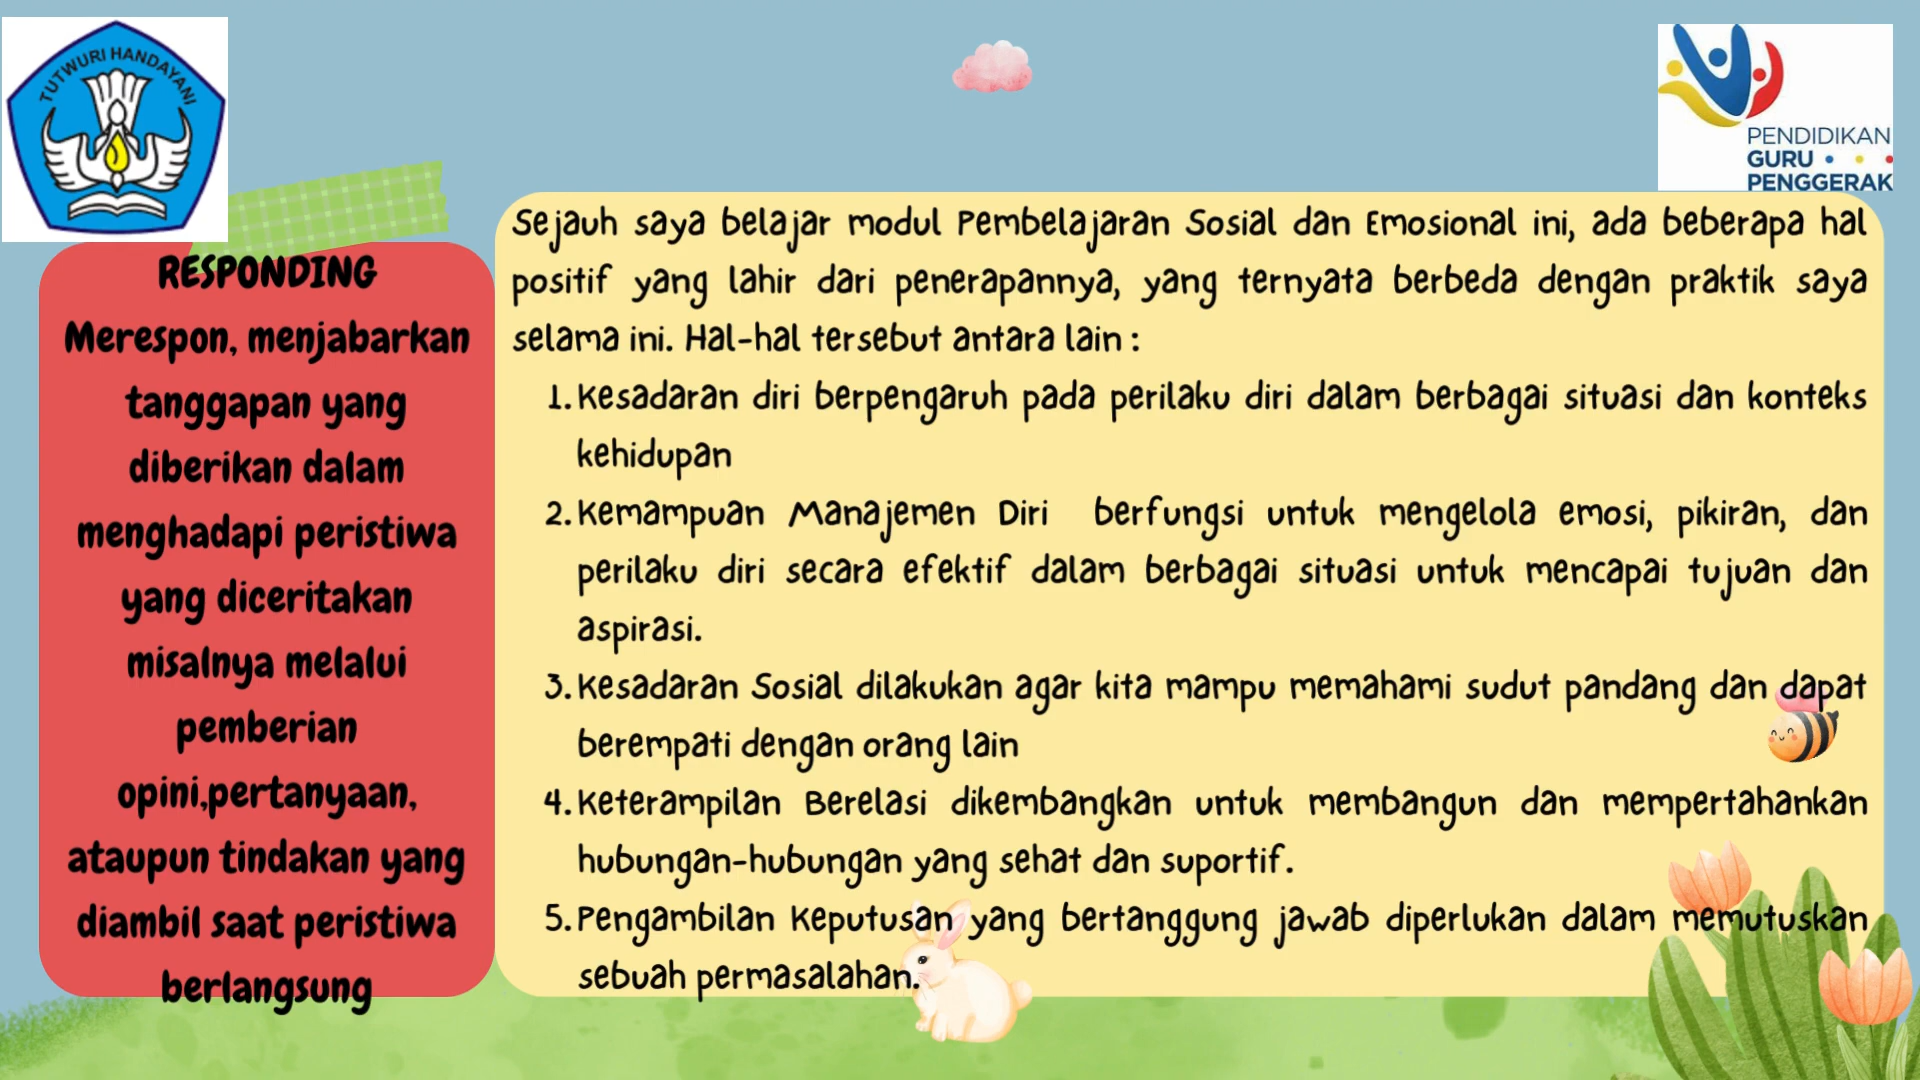 TUTWURI HANDAYANI
PENDIDIKAN
GURU
PENGGERAK
RESPONDING
Merespon, menjabarkan
tanggapan yang
diberikan dalam
menghadapi peristiwa
yang diceritakan
misalnya melalui
pemberian
opini,pertanyaan,
ataupun tindakan yang
diambil saat peristiwa
berlangsung
Sejauh saya belajar modul Pembelajaran Sosial dan Emosional ini, ada beberapa hal
positif yang lahir dari penerapannya, yang ternyata berbeda dengan praktik saya
selama ini. Hal-hal tersebut antara lain :
1. Kesadaran diri berpengaruh pada perilaku diri dalam berbagai situasi dan konteks
kehidupan
2. Kemampuan Manajemen Diri berfungsi untuk mengelola emosi, pikiran, dan
perilaku diri secara efektif dalam berbagai situasi untuk mencapai tujuan dan
aspirasi.
3. Kesadaran Sosial dilakukan agar kita mampu memahami sudut pandang dan dapat
berempati dengan orang lain
4. Keterampilan Berelasi dikembangkan untuk membangun dan mempertahankan
hubungan-hubungan yang sehat dan suportif.
5. Pengambilan Keputusan yang bertanggung jawab diperlukan dalam memutuskan
sebuah permasalahan.